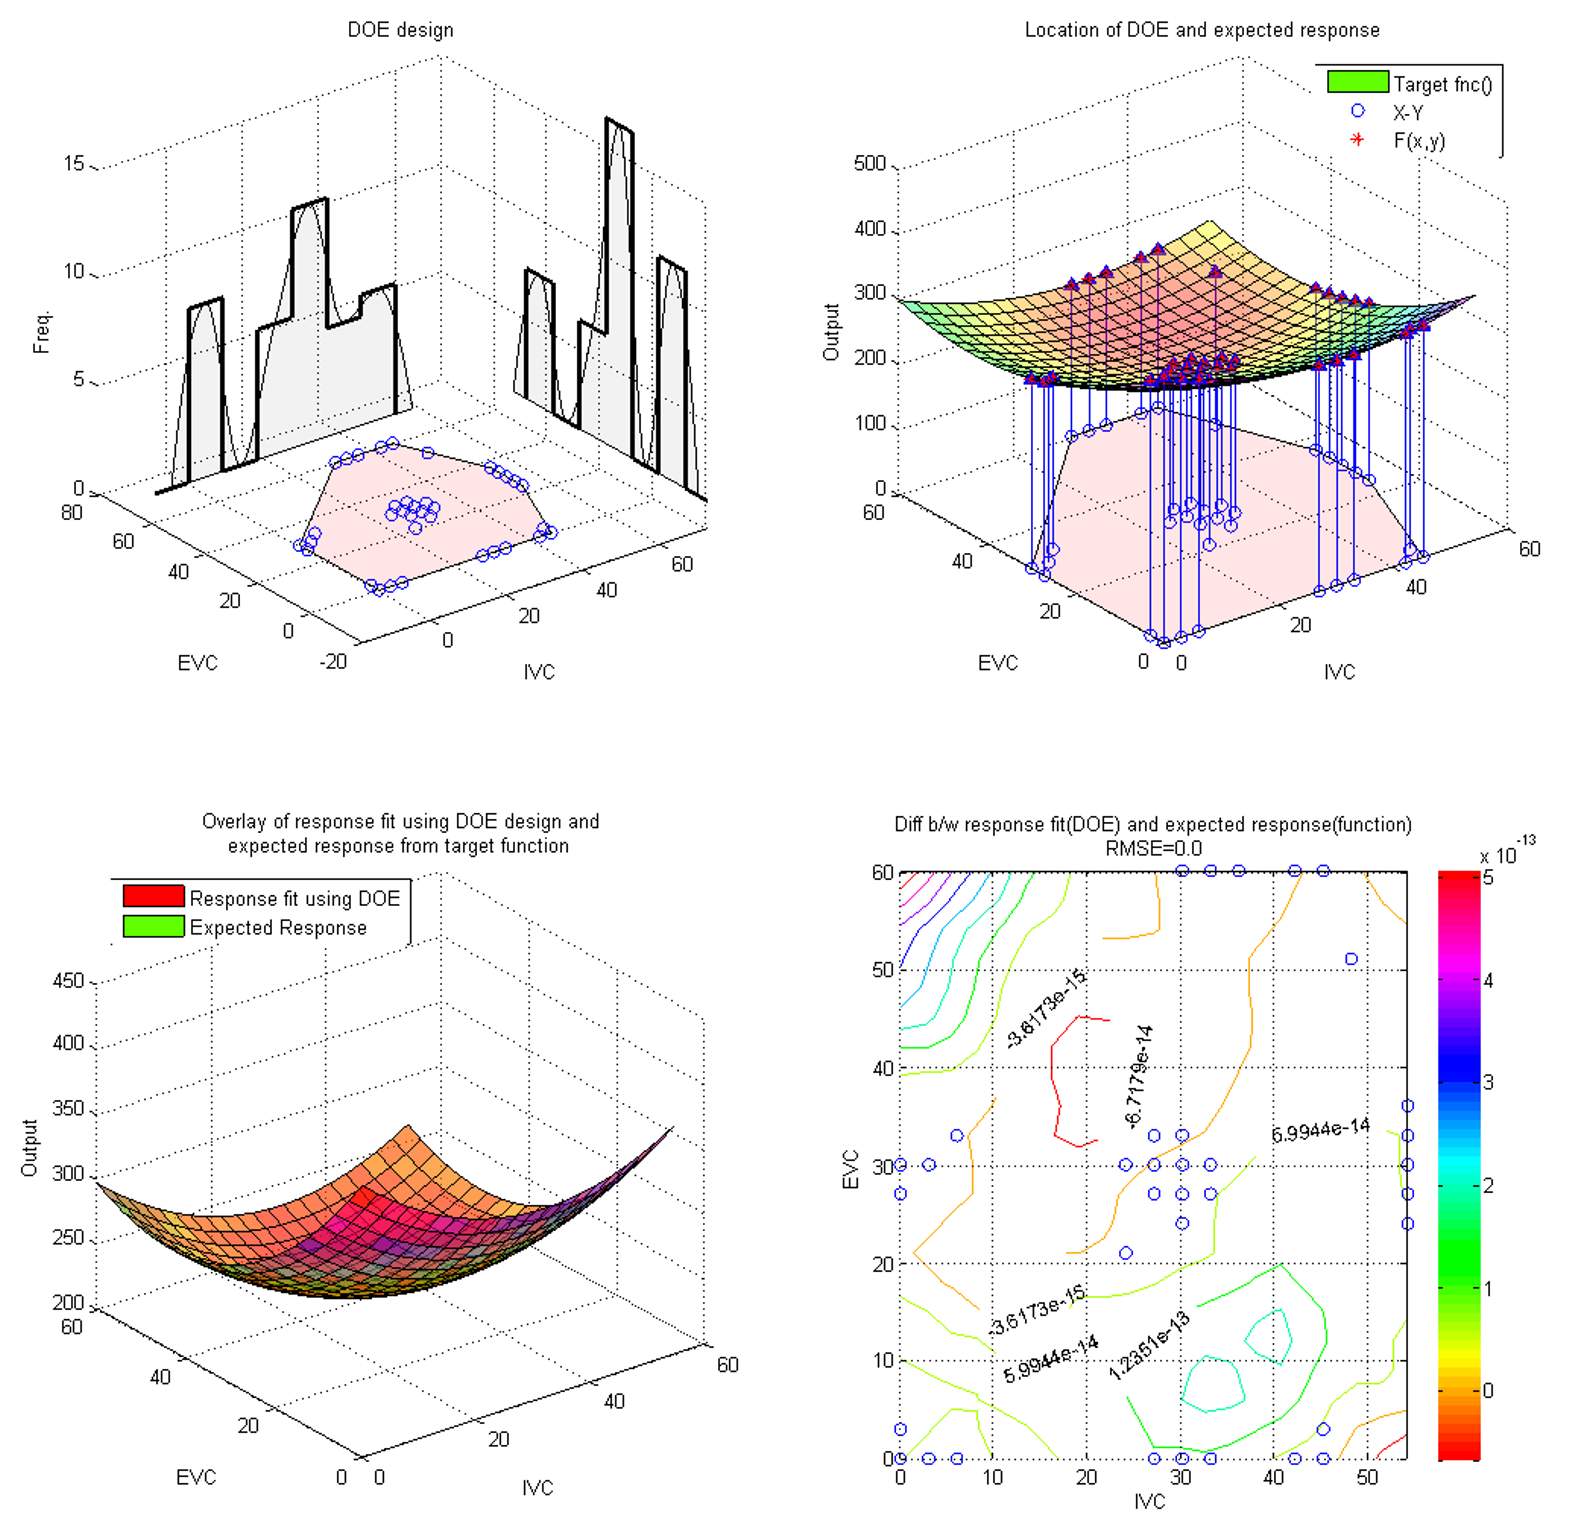 DOE design
15
10
5
0
Freq.
80
60
40
20
0
-20
EVC
0
20
40
60
IVC
Location of DOE and expected response
Target fnc()
X-Y
F(x,y)
500
400
300
200
100
0
Output
60
40
20
0
EVC
0
20
40
60
IVC
Overlay of response fit using DOE design and
expected response from target function
Response fit using DOE
Expected Response
450
400
350
300
250
200
Output
60
40
20
0
EVC
0
20
40
60
IVC
Diff b/w response fit(DOE) and expected response(function)
RMSE=0.0
x 10-13
60
50
40
30
20
10
0
EVC
0
10
20
30
40
50
IVC
-3.6173e-15
-6.7179e-14
5.9944e-14
-3.6173e-15
5.9944e-14
1.2351e-13
5
4
3
2
1
0